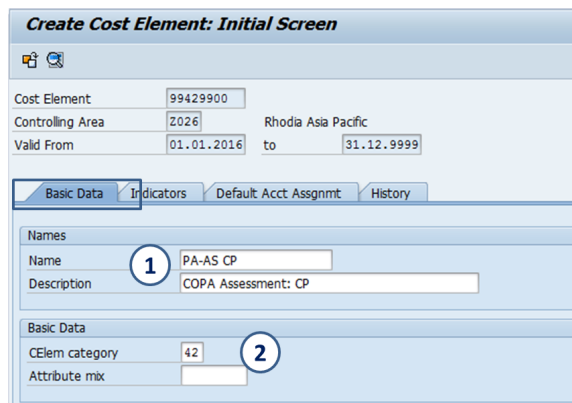 Create Cost Element: Initial Screen
Cost Element 99429900
Controlling Area Z026 Rhodia Asia Pacific
Valid From 01.01.2016 to 31.12.9999
Basic Data Indicators Default Acct Assgnmt History
Names
Name 1 PA-AS CP
Description COPA Assessment: CP
Basic Data
CElem category 42 2
Attribute mix